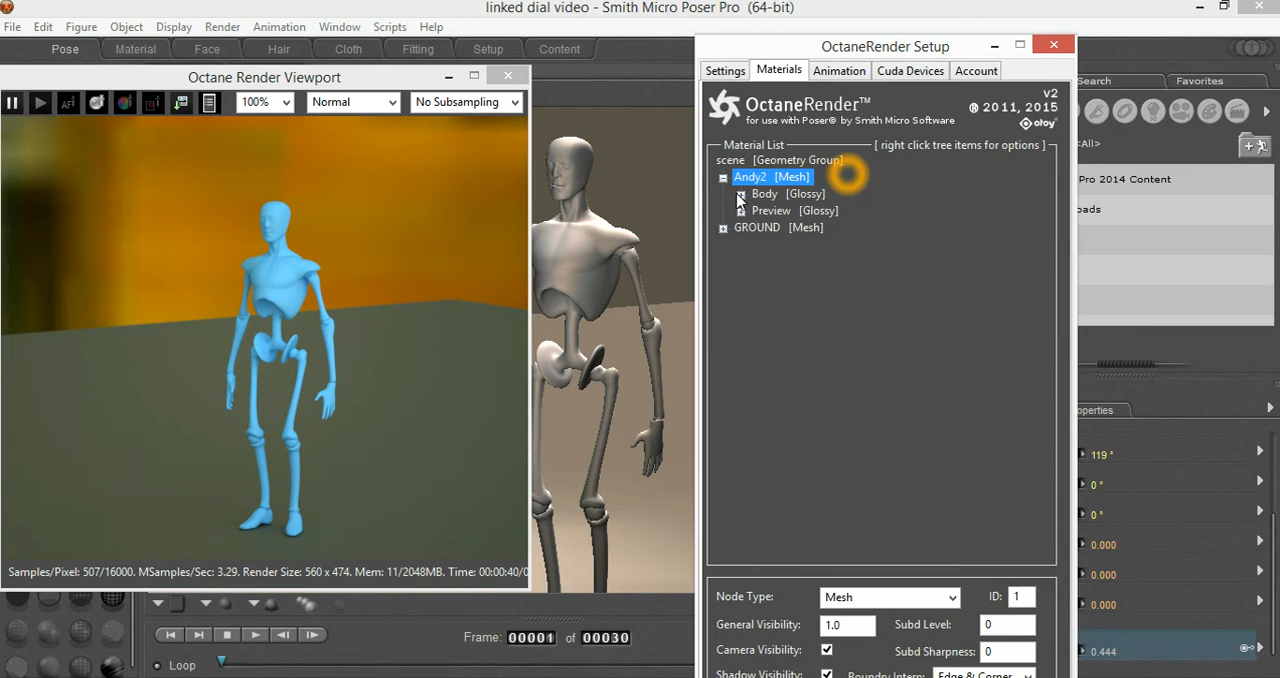 linked dial video - Smith Micro Poser Pro (64-bit)
File Edit Figure Object Display Render Animation Window Scripts Help
Pose Material Face Hair Cloth Fitting Setup Content
Octane Render Viewport
100% Normal No Subsampling
Samples/Pixel: 507/16000. MSamples/Sec: 3.29. Render Size: 560 x 474. Mem: 11/2048MB. Time: 00:00:40/0
Frame: 00001 of 00030
Loop
OctaneRender Setup
Settings Materials Animation Cuda Devices Account
OctaneRender™ v2
® 2011, 2015
for use with Poser® by Smith Micro Software otoy
Material List [ right click tree items for options ]
scene [Geometry Group]
Andy2 [Mesh]
Body [Glossy]
Preview [Glossy]
GROUND [Mesh]
Node Type: Mesh ID: 1
General Visibility: 1.0 Subd Level: 0
Camera Visibility: Subd Sharpness: 0
Shadow Visibility: Boundry Interp: Edge & Corner
Search Favorites
<All>
Pro 2014 Content
oads
operties
119 °
0 °
0 °
0.000
0.000
0.000
0.444